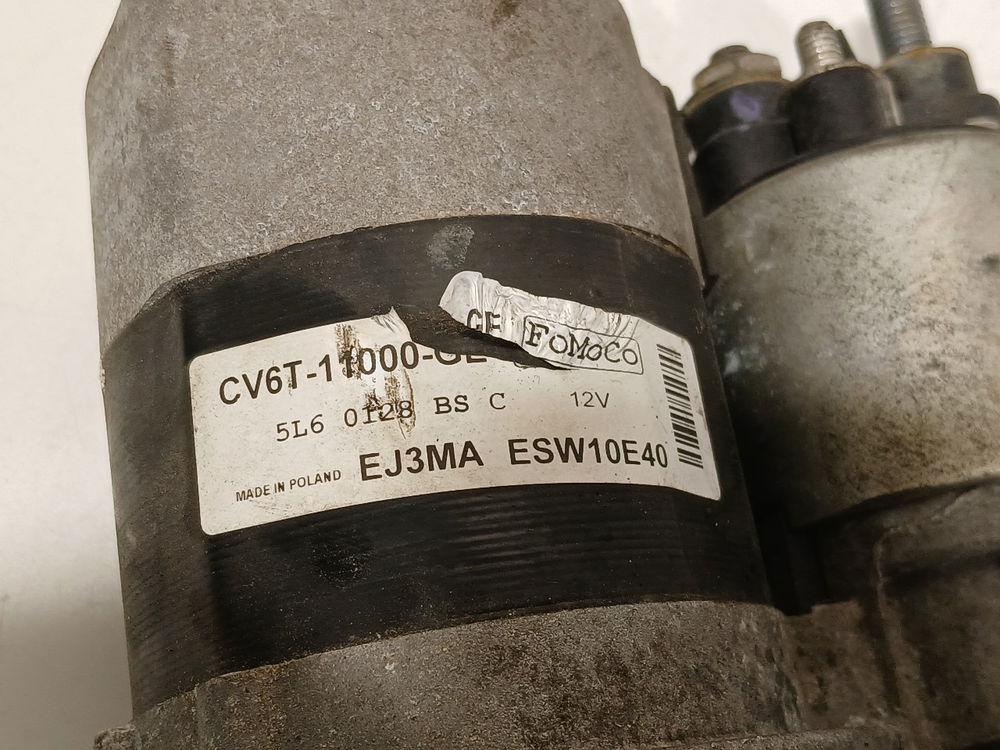 CV6T-11000-GE
FoMoCo
5L6 0128 BS C 12V
MADE IN POLAND EJ3MA ESW10E40